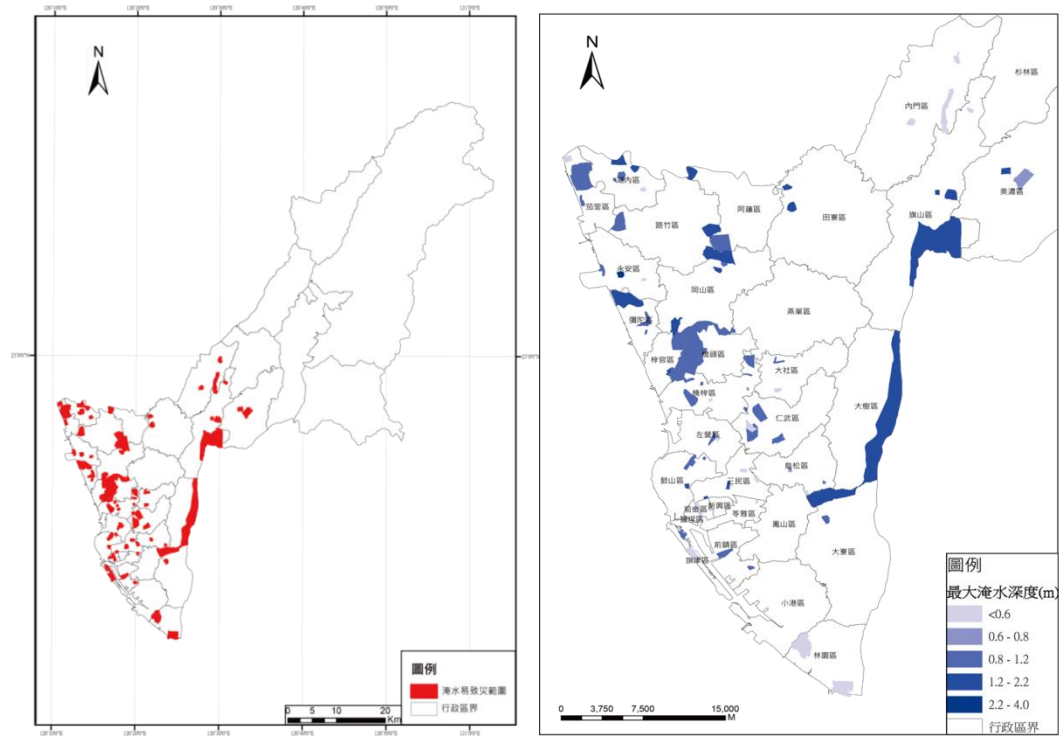 N
圖例
淹水易致災範圍
行政區界
0 5 10 20
Km
N
杉林區
內門區
美濃區
旗山區
田寮區
阿蓮區
路竹區
茄萣區
永安區
岡山區
燕巢區
彌陀區
梓官區
橋頭區
大社區
楠梓區
大樹區
仁武區
左營區
鳥松區
鼓山區
三民區
新興區
前金區
苓雅區
鹽埕區
鳳山區
前鎮區
大寮區
旗津區
小港區
林園區
圖例
最大淹水深度(m)
<0.6
0.6 - 0.8
0.8 - 1.2
1.2 - 2.2
2.2 - 4.0
行政區界
0 3,750 7,500 15,000
M